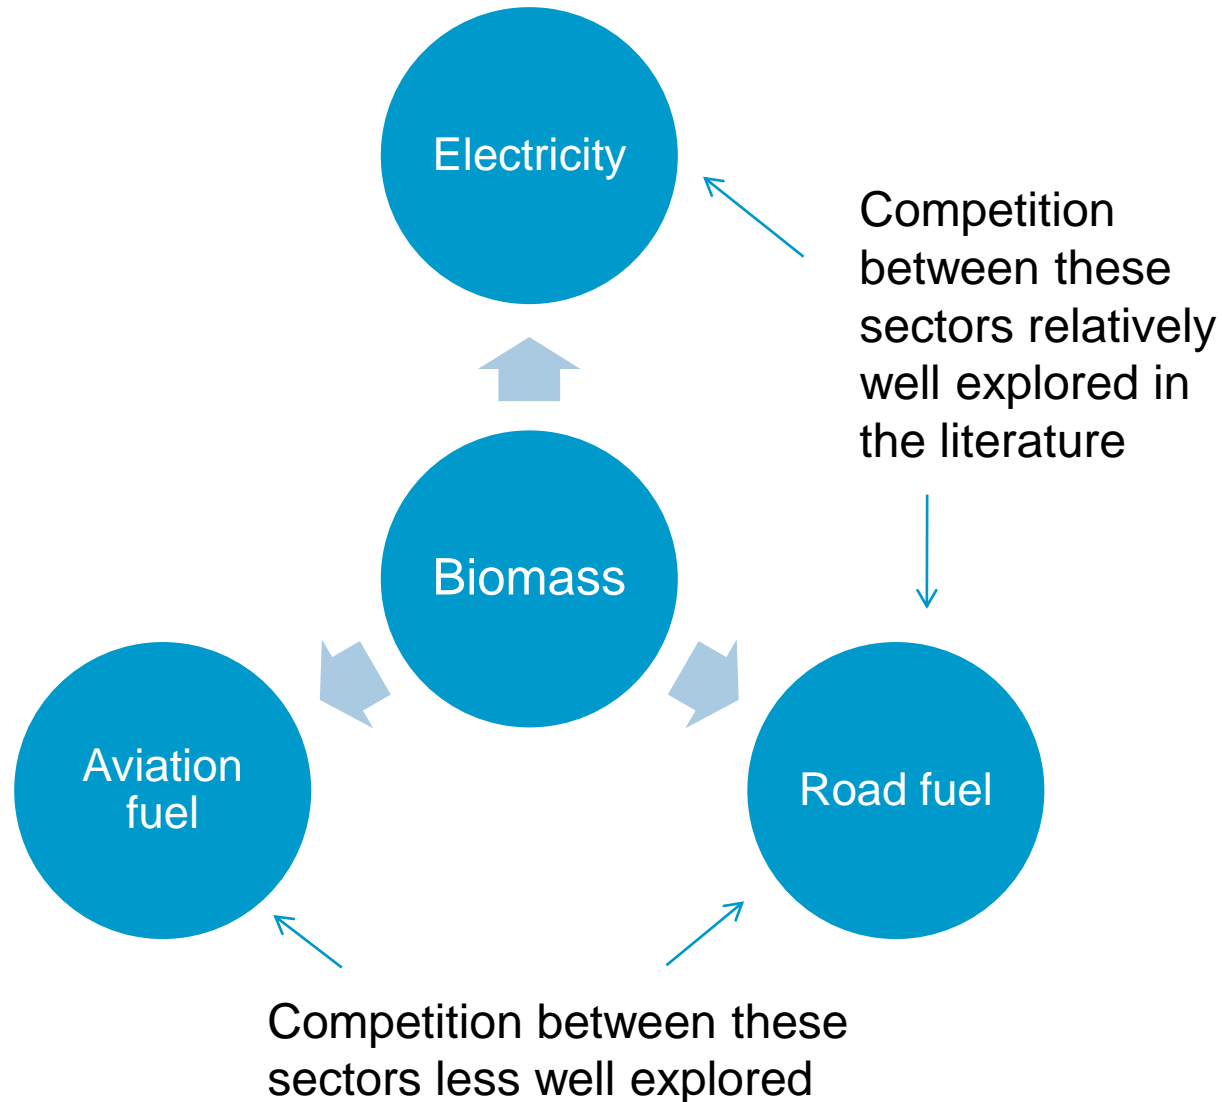 Electricity
Competition
between these
sectors relatively
well explored in
the literature
Biomass
Aviation
fuel
Road fuel
Competition between these
sectors less well explored